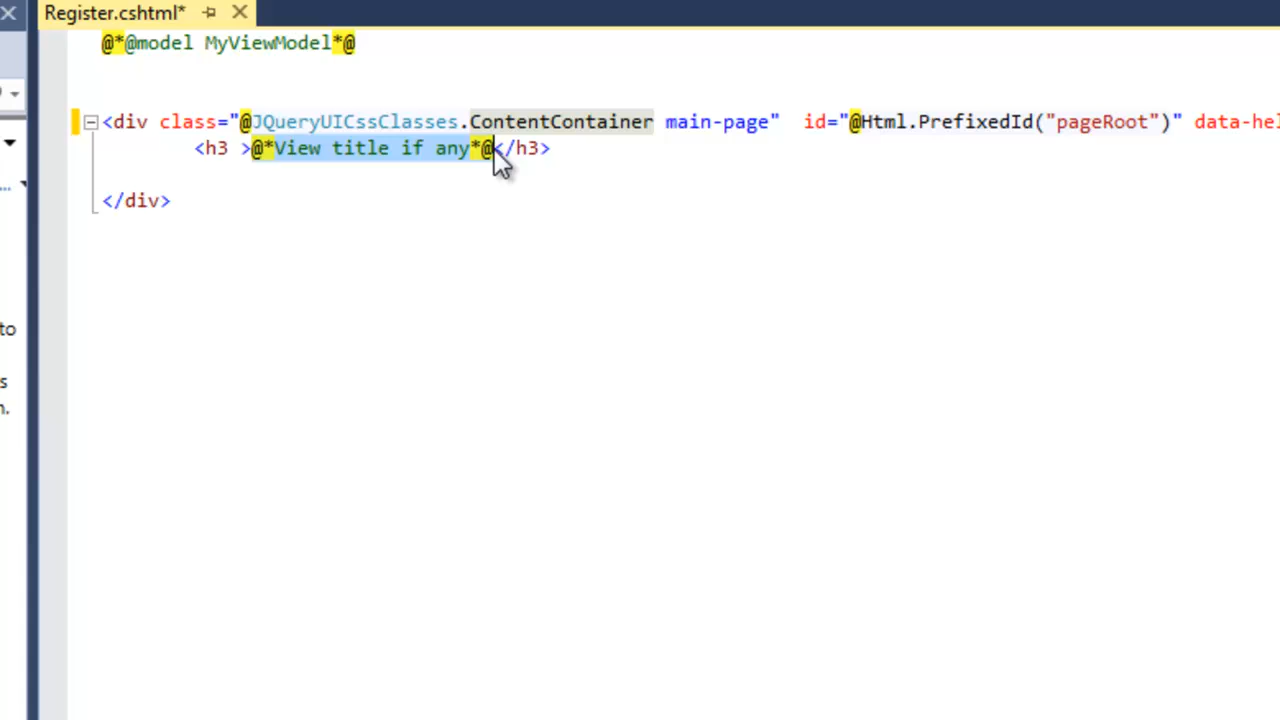 Register.cshtml*
@*@model MyViewModel*@
<div class="@JQueryUICssClasses.ContentContainer main-page"  id="@Html.PrefixedId("pageRoot")" data-hel
<h3 >@*View title if any*@</h3>
</div>
to
s
n.